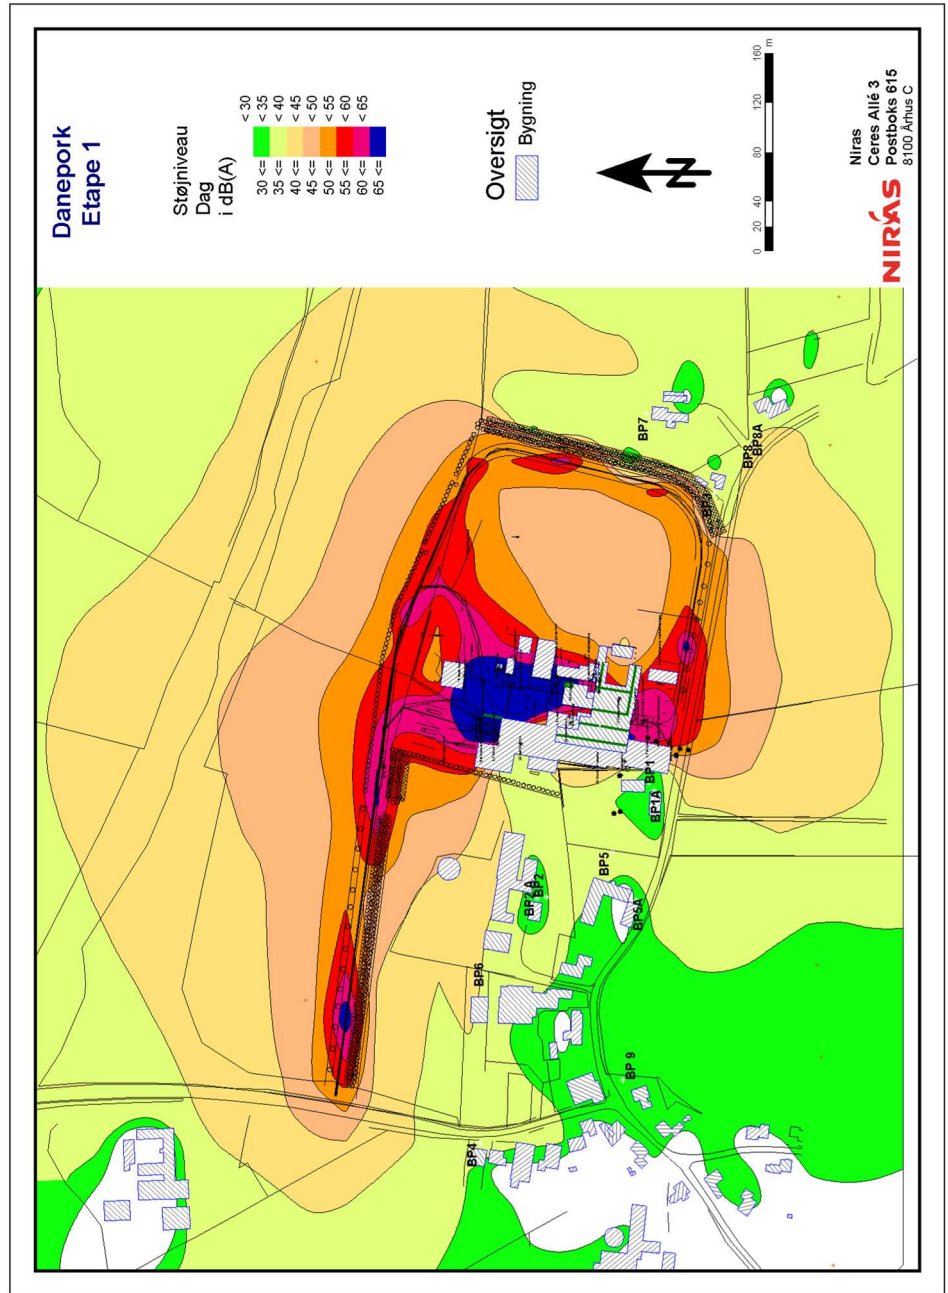 Danepork
Etape 1
Støjniveau
Dag
i dB(A)
< 30
30 <= < 35
35 <= < 40
40 <= < 45
45 <= < 50
50 <= < 55
55 <= < 60
60 <= < 65
65 <=
Oversigt
Bygning
N
0 20 40 80 120 160
m
NIRAS
Niras
Ceres Allé 3
Postboks 615
8100 Århus C
BP4
BP6
BP2 A
BP2
BP5
BP5A
BP 9
BP1
BP1A
BP7
BP3
BP8
BP8A